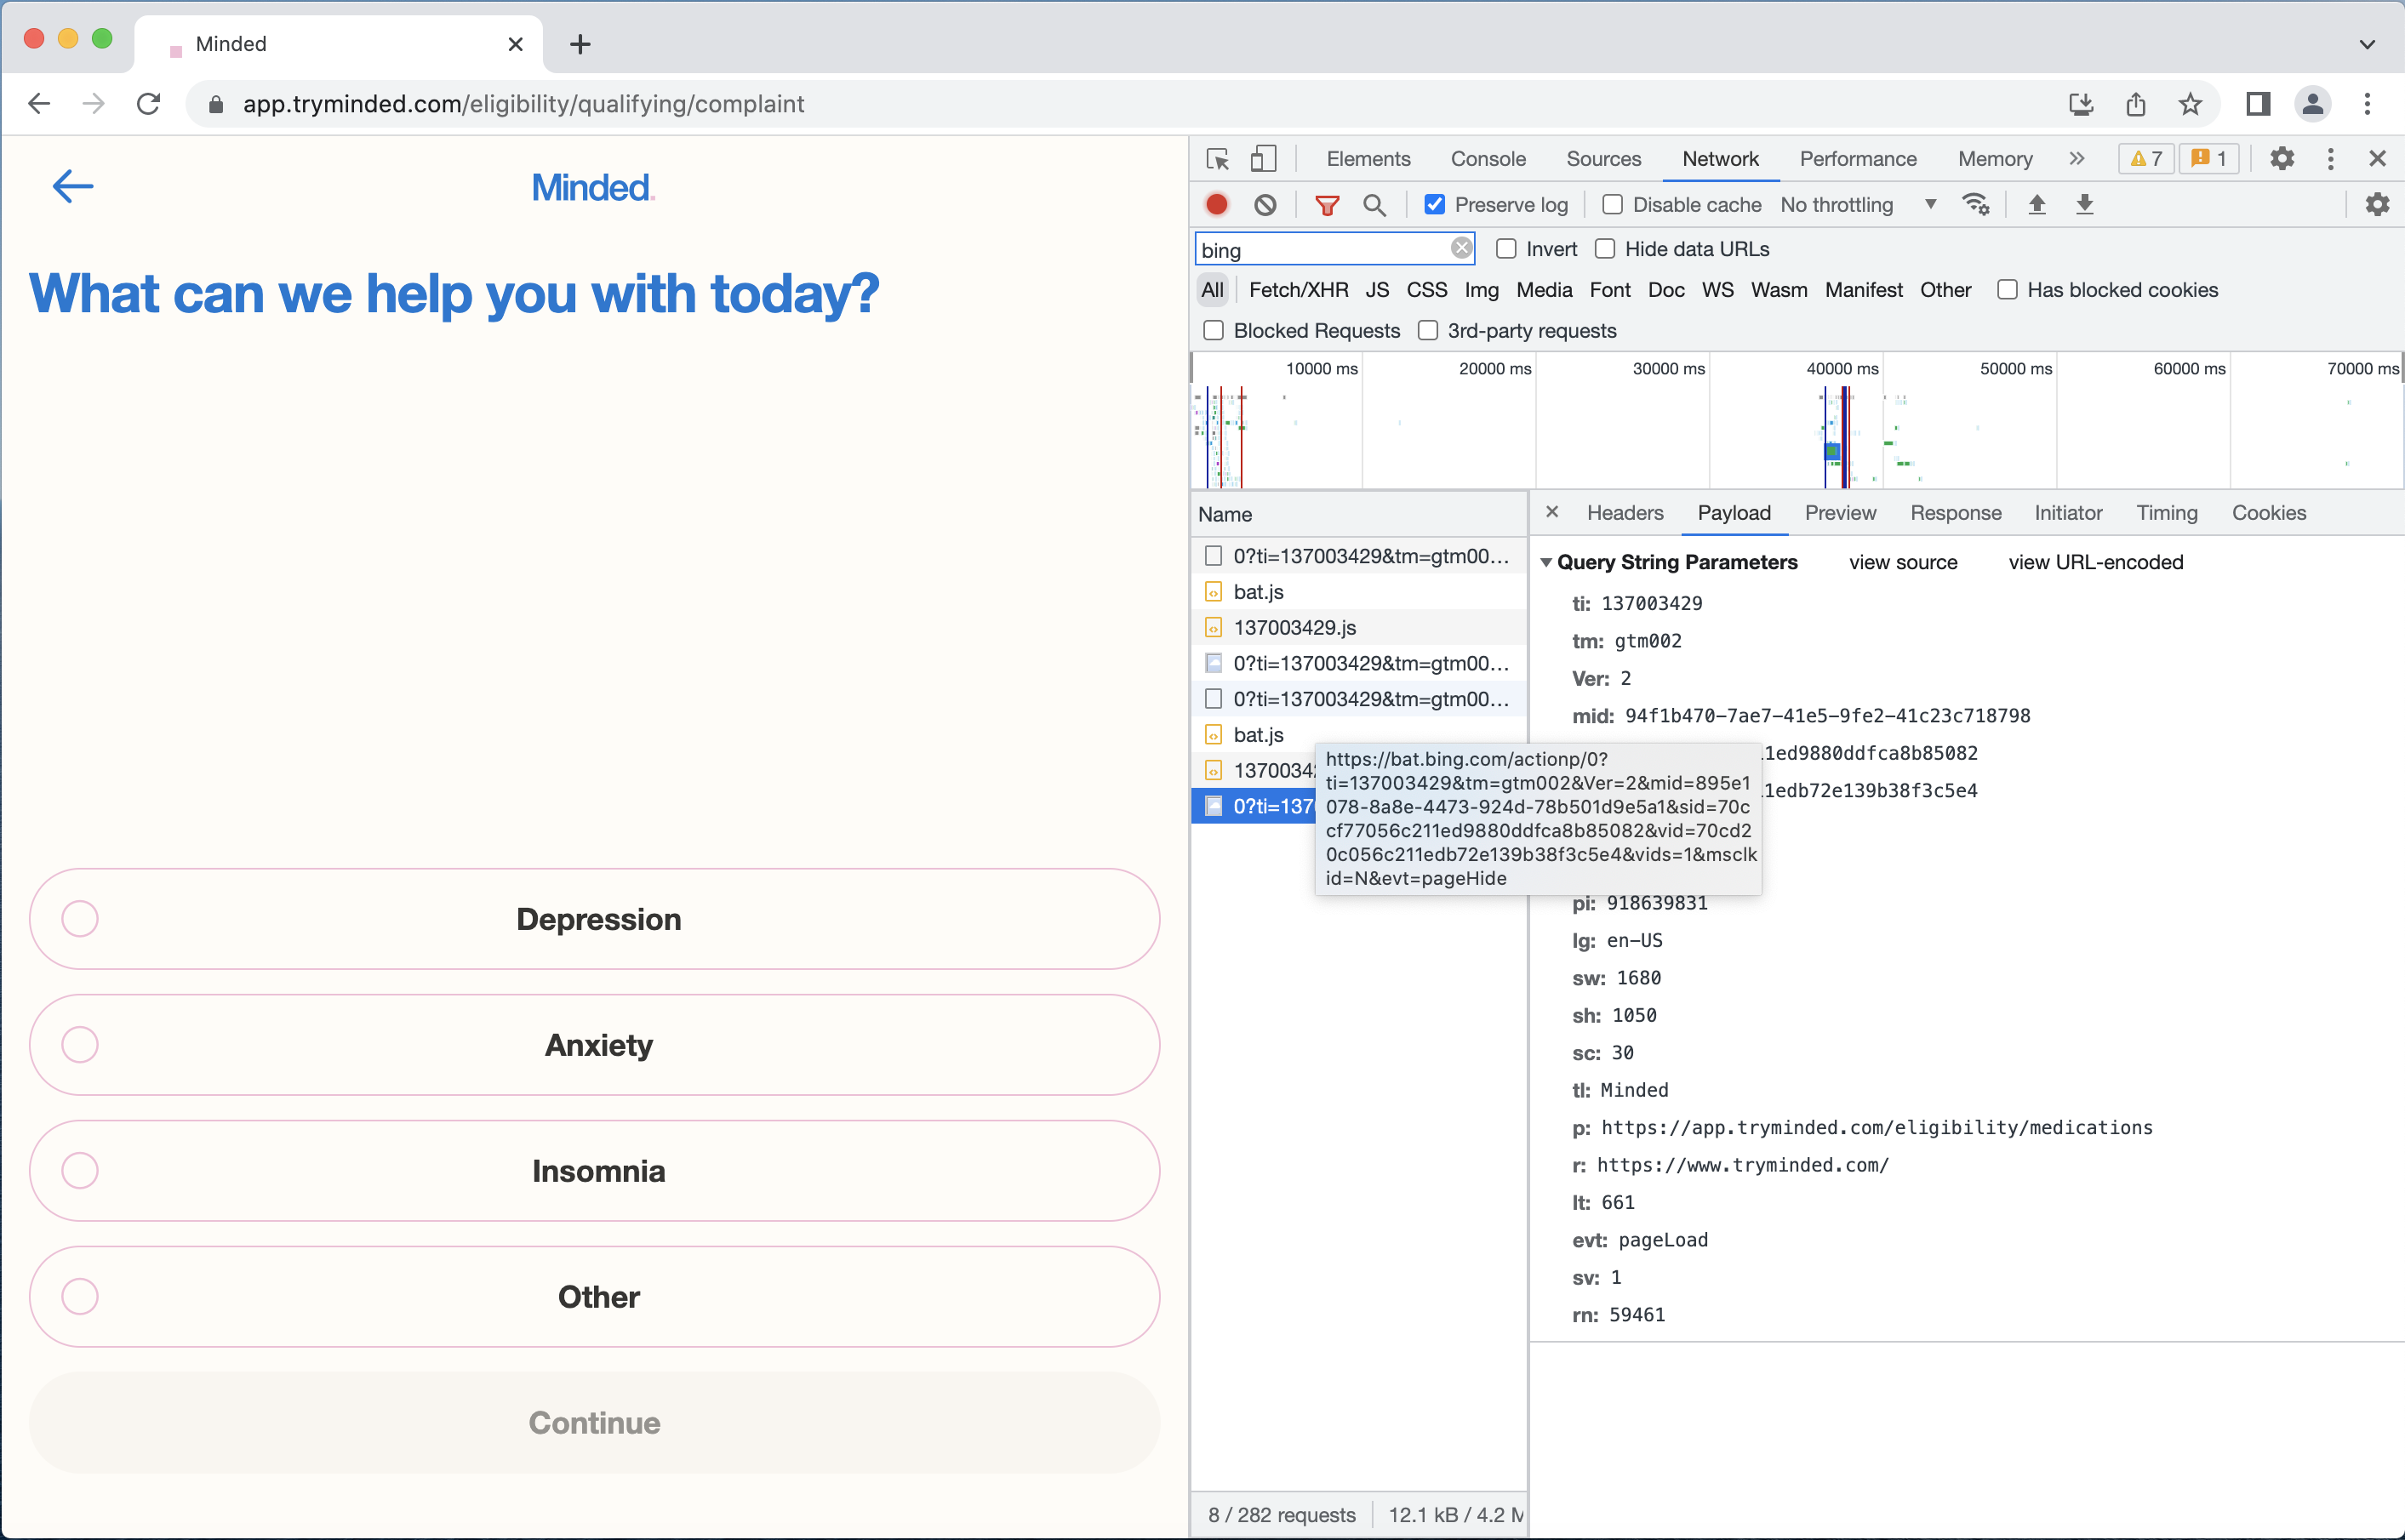 Minded
app.tryminded.com/eligibility/qualifying/complaint
Minded.
What can we help you with today?
Depression
Anxiety
Insomnia
Other
Continue
Elements Console Sources Network Performance Memory 7 1
Preserve log Disable cache No throttling
bing Invert Hide data URLs
All Fetch/XHR JS CSS Img Media Font Doc WS Wasm Manifest Other Has blocked cookies
Blocked Requests 3rd-party requests
10000 ms 20000 ms 30000 ms 40000 ms 50000 ms 60000 ms 70000 ms
Name
0?ti=137003429&tm=gtm00…
bat.js
137003429.js
0?ti=137003429&tm=gtm00…
0?ti=137003429&tm=gtm00…
bat.js
1370034
0?ti=137
https://bat.bing.com/actionp/0?
ti=137003429&tm=gtm002&Ver=2&mid=895e1
078-8a8e-4473-924d-78b501d9e5a1&sid=70c
cf77056c211ed9880ddfca8b85082&vid=70cd2
0c056c211edb72e139b38f3c5e4&vids=1&msclk
id=N&evt=pageHide
8 / 282 requests 12.1 kB / 4.2 M
Headers Payload Preview Response Initiator Timing Cookies
Query String Parameters view source view URL-encoded
ti: 137003429
tm: gtm002
Ver: 2
mid: 94f1b470-7ae7-41e5-9fe2-41c23c718798
1ed9880ddfca8b85082
1edb72e139b38f3c5e4
pi: 918639831
lg: en-US
sw: 1680
sh: 1050
sc: 30
tl: Minded
p: https://app.tryminded.com/eligibility/medications
r: https://www.tryminded.com/
lt: 661
evt: pageLoad
sv: 1
rn: 59461